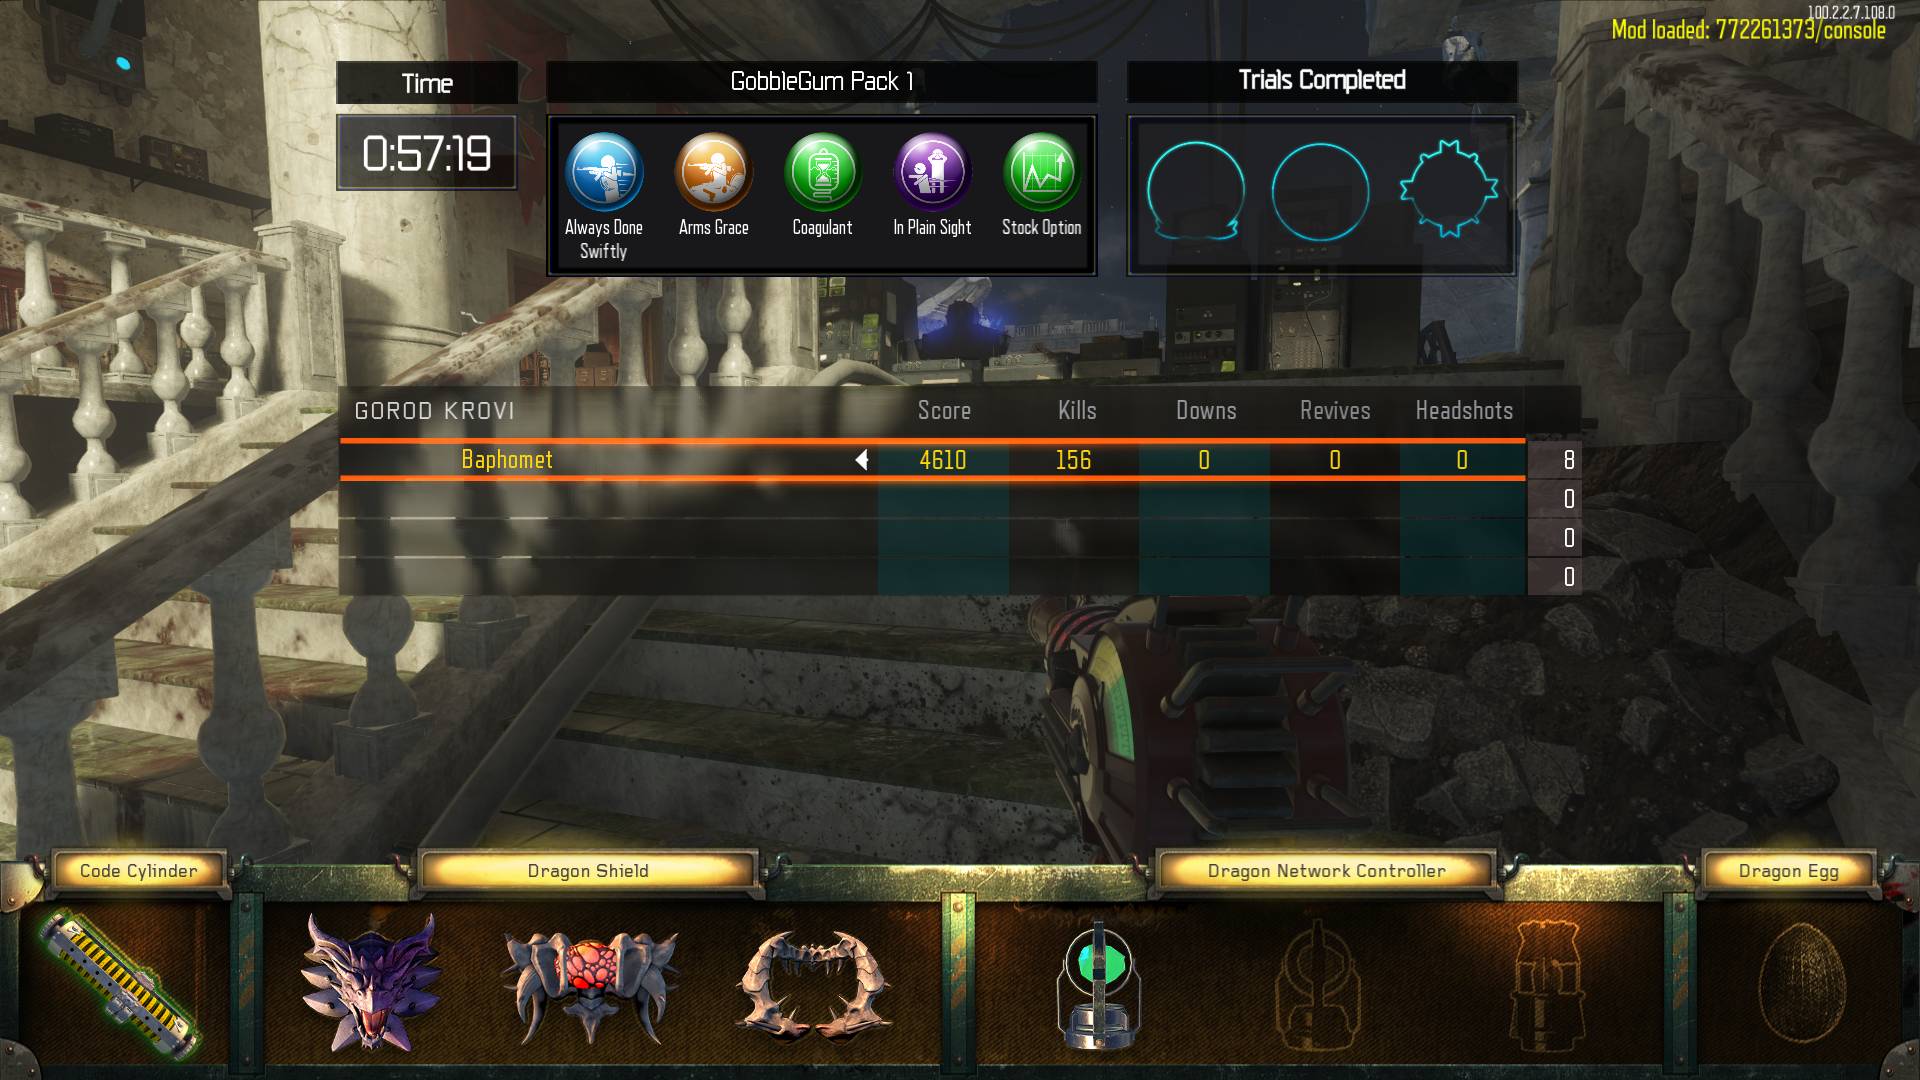 100.2.2.7.108.0
Mod loaded: 772261373/console
Time
GobbleGum Pack 1
Trials Completed
0:57:19
Always Done Swiftly
Arms Grace
Coagulant
In Plain Sight
Stock Option
GOROD KROVI Score Kills Downs Revives Headshots
Baphomet 4610 156 0 0 0 8
0
0
0
Code Cylinder
Dragon Shield
Dragon Network Controller
Dragon Egg